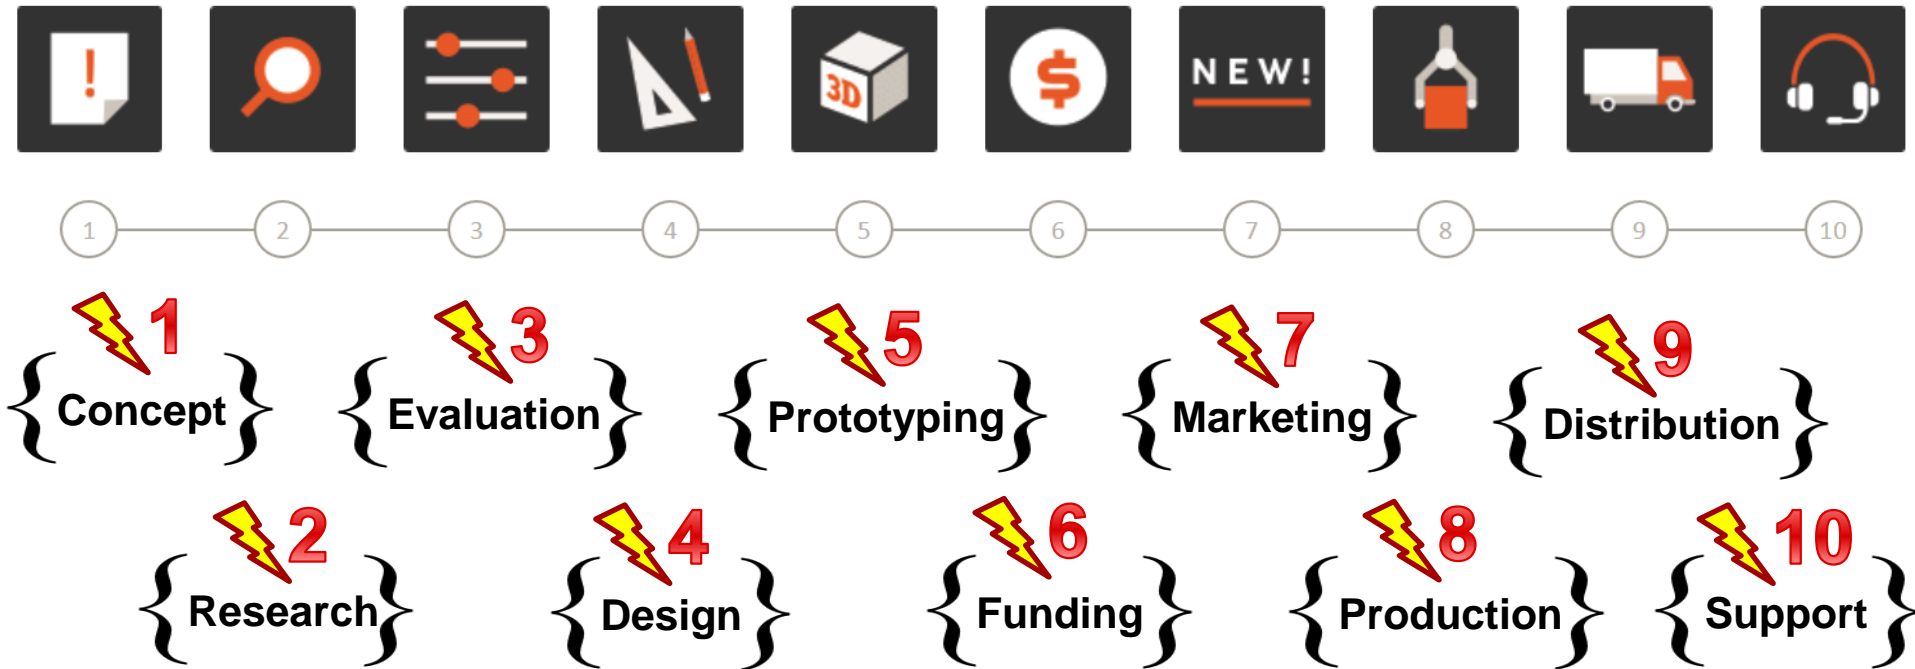 !
3D
$
NEW!
1 2 3 4 5 6 7 8 9 10
1 3 5 7 9
{Concept} {Evaluation} {Prototyping} {Marketing} {Distribution}
2 4 6 8 10
{Research} {Design} {Funding} {Production} {Support}